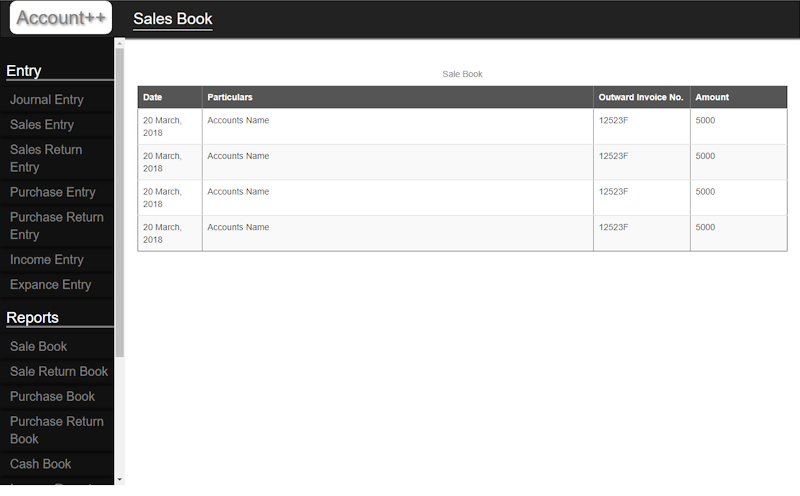 Account++
Sales Book
Entry
Journal Entry
Sales Entry
Sales Return
Entry
Purchase Entry
Purchase Return
Entry
Income Entry
Expance Entry
Reports
Sale Book
Sale Return Book
Purchase Book
Purchase Return
Book
Cash Book
Sale Book
Date Particulars Outward Invoice No. Amount
20 March, Accounts Name 12523F 5000
2018
20 March, Accounts Name 12523F 5000
2018
20 March, Accounts Name 12523F 5000
2018
20 March, Accounts Name 12523F 5000
2018